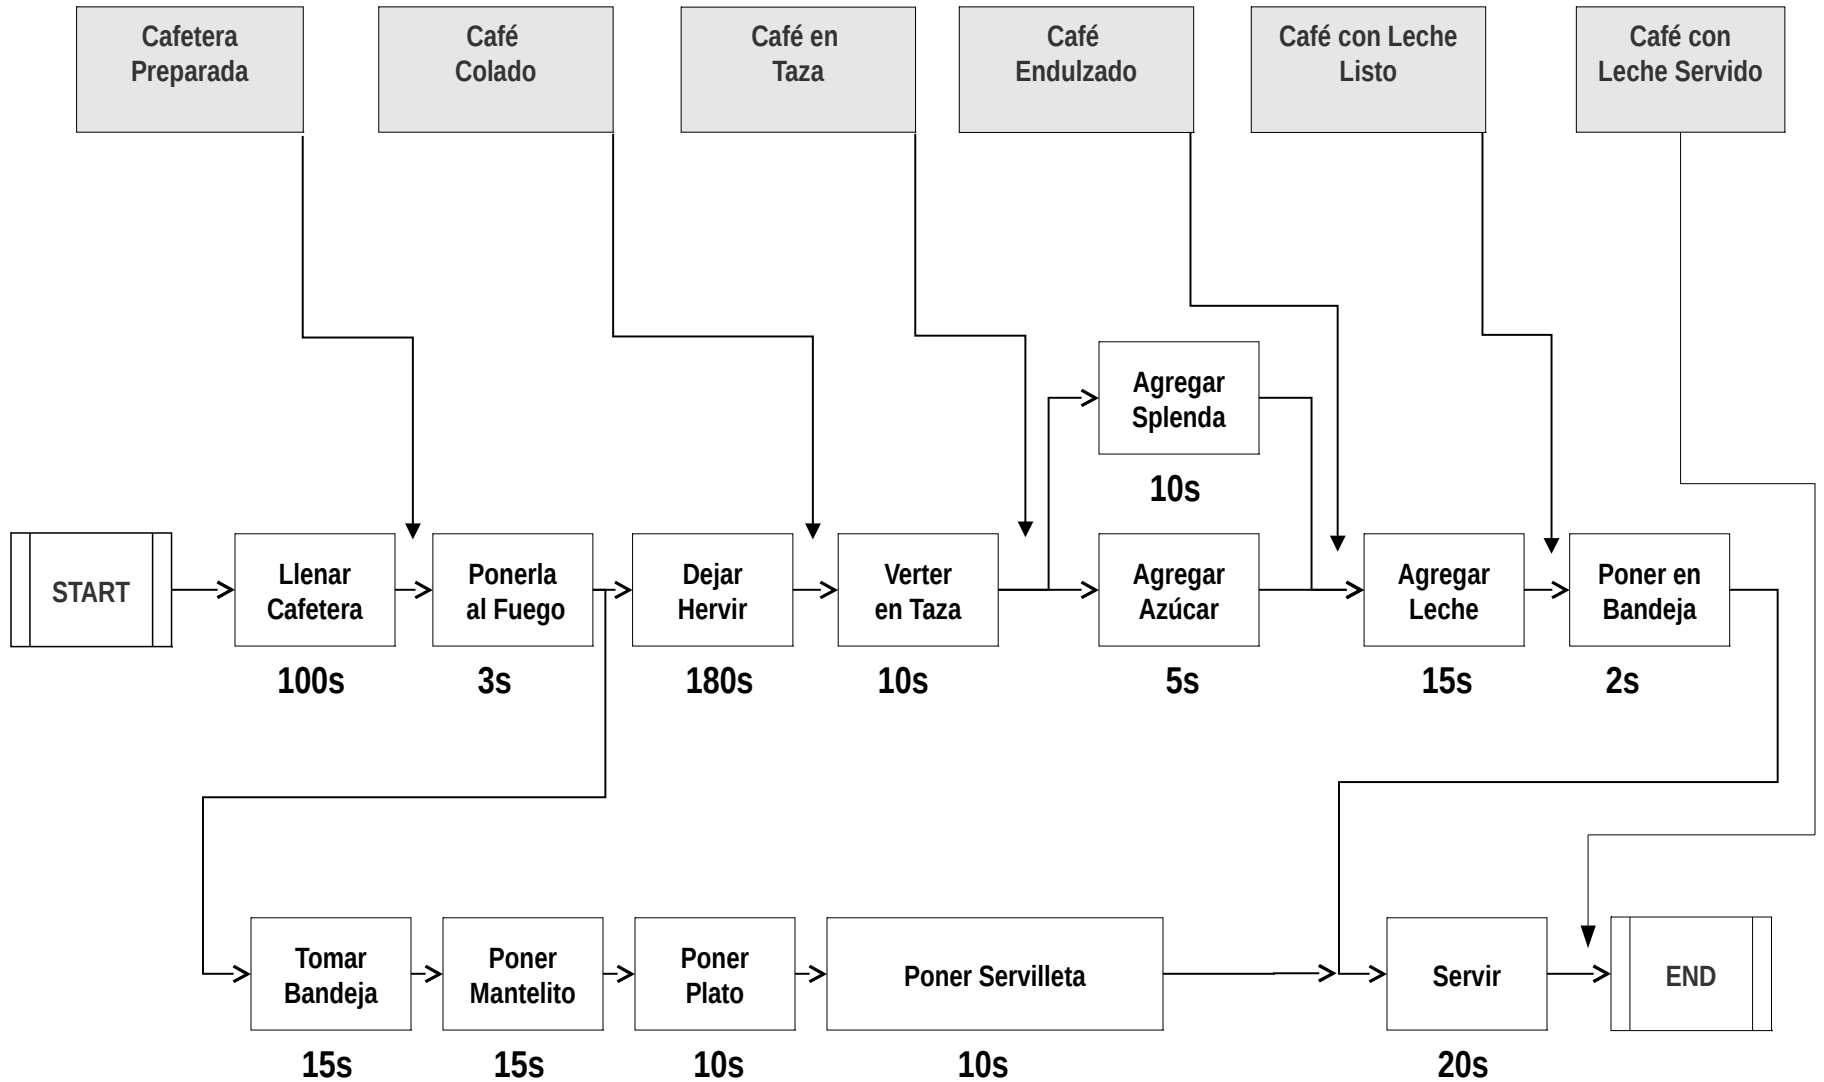 Cafetera
Preparada
Café
Colado
Café en
Taza
Café
Endulzado
Café con Leche
Listo
Café con
Leche Servido
Agregar
Splenda
10s
START
Llenar
Cafetera
Ponerla
al Fuego
Dejar
Hervir
Verter
en Taza
Agregar
Azúcar
Agregar
Leche
Poner en
Bandeja
100s
3s
180s
10s
5s
15s
2s
Tomar
Bandeja
Poner
Mantelito
Poner
Plato
Poner Servilleta
Servir
END
15s
15s
10s
10s
20s